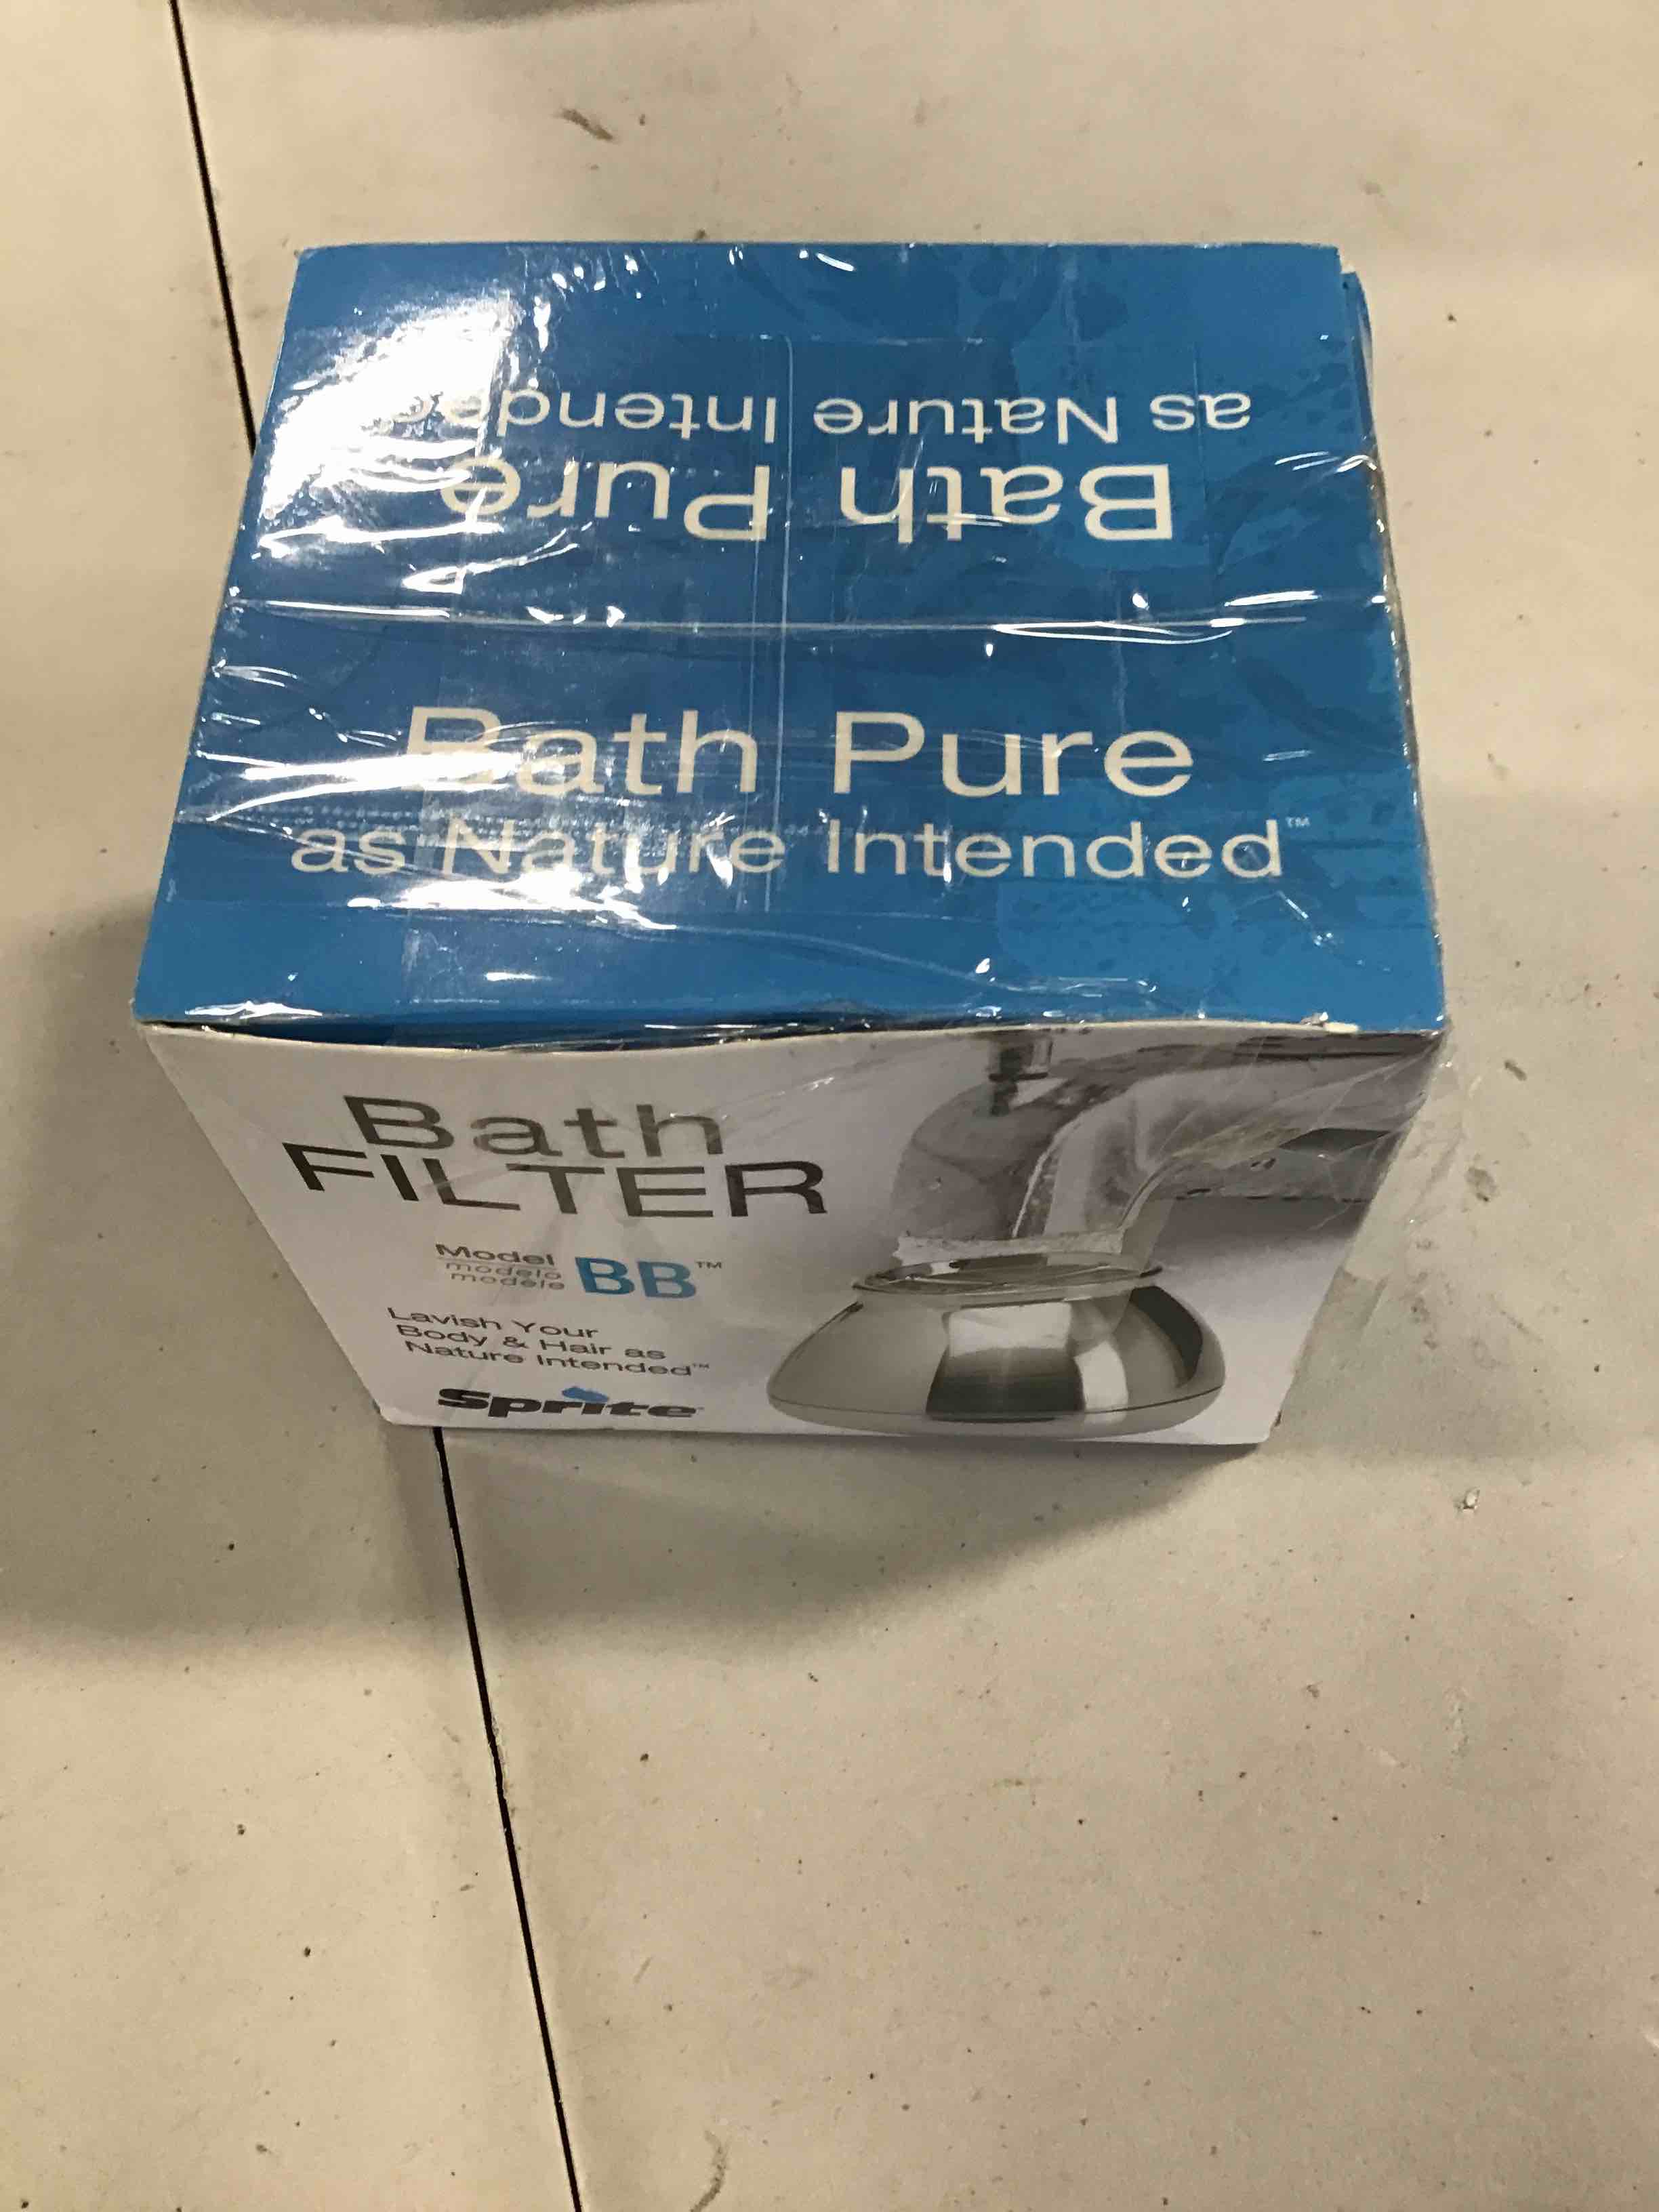 as Nature Intended
Bath Pure
Bath Pure
as Nature Intended™
Bath
FILTER
Model
modelo
modèle
BB™
Lavish Your
Body & Hair as
Nature Intended™
Sprite